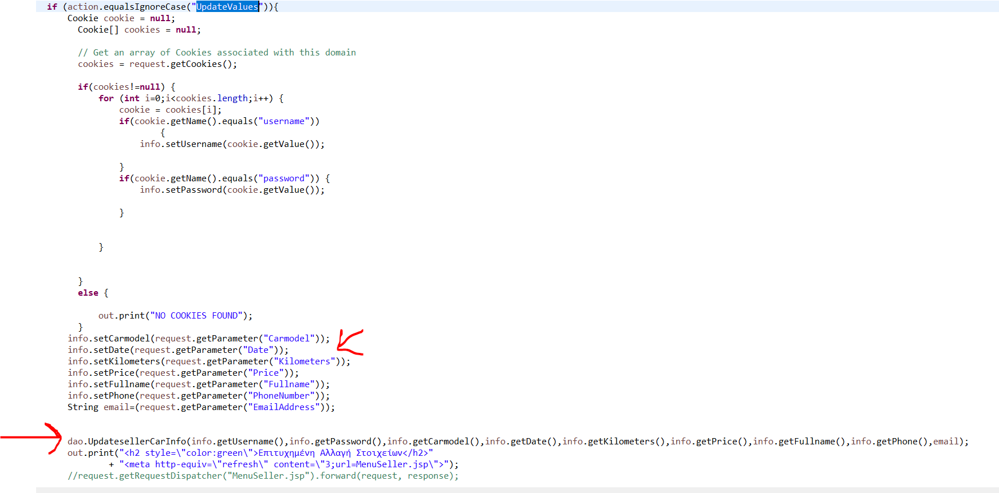 if (action.equalsIgnoreCase("UpdateValues")){
Cookie cookie = null;
Cookie[] cookies = null;
// Get an array of Cookies associated with this domain
cookies = request.getCookies();
if(cookies!=null) {
for (int i=0;i<cookies.length;i++) {
cookie = cookies[i];
if(cookie.getName().equals("username"))
{
info.setUsername(cookie.getValue());
}
if(cookie.getName().equals("password")) {
info.setPassword(cookie.getValue());
}
}
}
else {
out.print("NO COOKIES FOUND");
}
info.setCarmodel(request.getParameter("Carmodel"));
info.setDate(request.getParameter("Date"));
info.setKilometers(request.getParameter("Kilometers"));
info.setPrice(request.getParameter("Price"));
info.setFullname(request.getParameter("Fullname"));
info.setPhone(request.getParameter("PhoneNumber"));
String email=(request.getParameter("EmailAddress"));
dao.UpdatesellerCarInfo(info.getUsername(),info.getPassword(),info.getCarmodel(),info.getDate(),info.getKilometers(),info.getPrice(),info.getFullname(),info.getPhone(),email);
out.print("<h2 style=\"color:green\">Επιτυχημένη Αλλαγή Στοιχείων</h2>"
+ "<meta http-equiv=\"refresh\" content=\"3;url=MenuSeller.jsp\">");
//request.getRequestDispatcher("MenuSeller.jsp").forward(request, response);